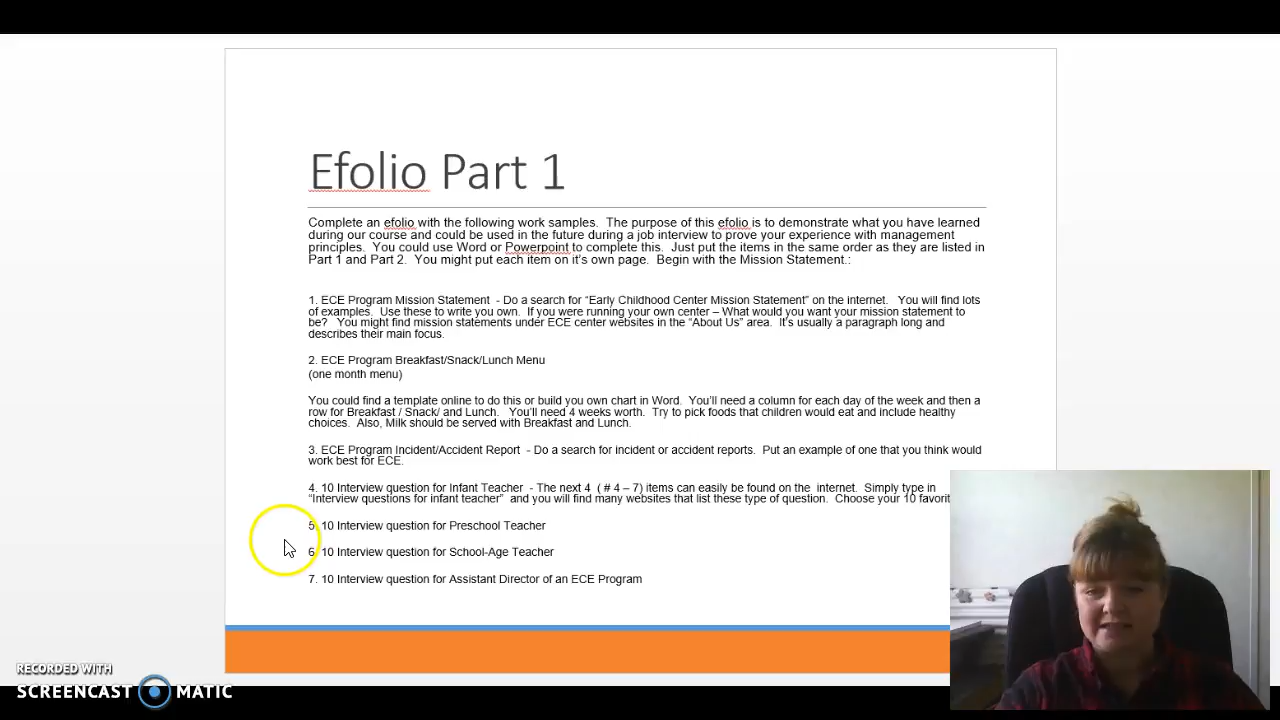 Efolio Part 1
Complete an efolio with the following work samples. The purpose of this efolio is to demonstrate what you have learned
during our course and could be used in the future during a job interview to prove your experience with management
principles. You could use Word or Powerpoint to complete this. Just put the items in the same order as they are listed in
Part 1 and Part 2. You might put each item on it's own page. Begin with the Mission Statement.:
1. ECE Program Mission Statement - Do a search for "Early Childhood Center Mission Statement" on the internet. You will find lots
of examples. Use these to write you own. If you were running your own center – What would you want your mission statement to
be? You might find mission statements under ECE center websites in the "About Us" area. It's usually a paragraph long and
describes their main focus.
2. ECE Program Breakfast/Snack/Lunch Menu
(one month menu)
You could find a template online to do this or build you own chart in Word. You'll need a column for each day of the week and then a
row for Breakfast / Snack/ and Lunch. You'll need 4 weeks worth. Try to pick foods that children would eat and include healthy
choices. Also, Milk should be served with Breakfast and Lunch.
3. ECE Program Incident/Accident Report - Do a search for incident or accident reports. Put an example of one that you think would
work best for ECE.
4. 10 Interview question for Infant Teacher - The next 4 ( # 4 – 7) items can easily be found on the internet. Simply type in
"Interview questions for infant teacher" and you will find many websites that list these type of question. Choose your 10 favorit
5. 10 Interview question for Preschool Teacher
6. 10 Interview question for School-Age Teacher
7. 10 Interview question for Assistant Director of an ECE Program
RECORDED WITH
SCREENCAST MATIC